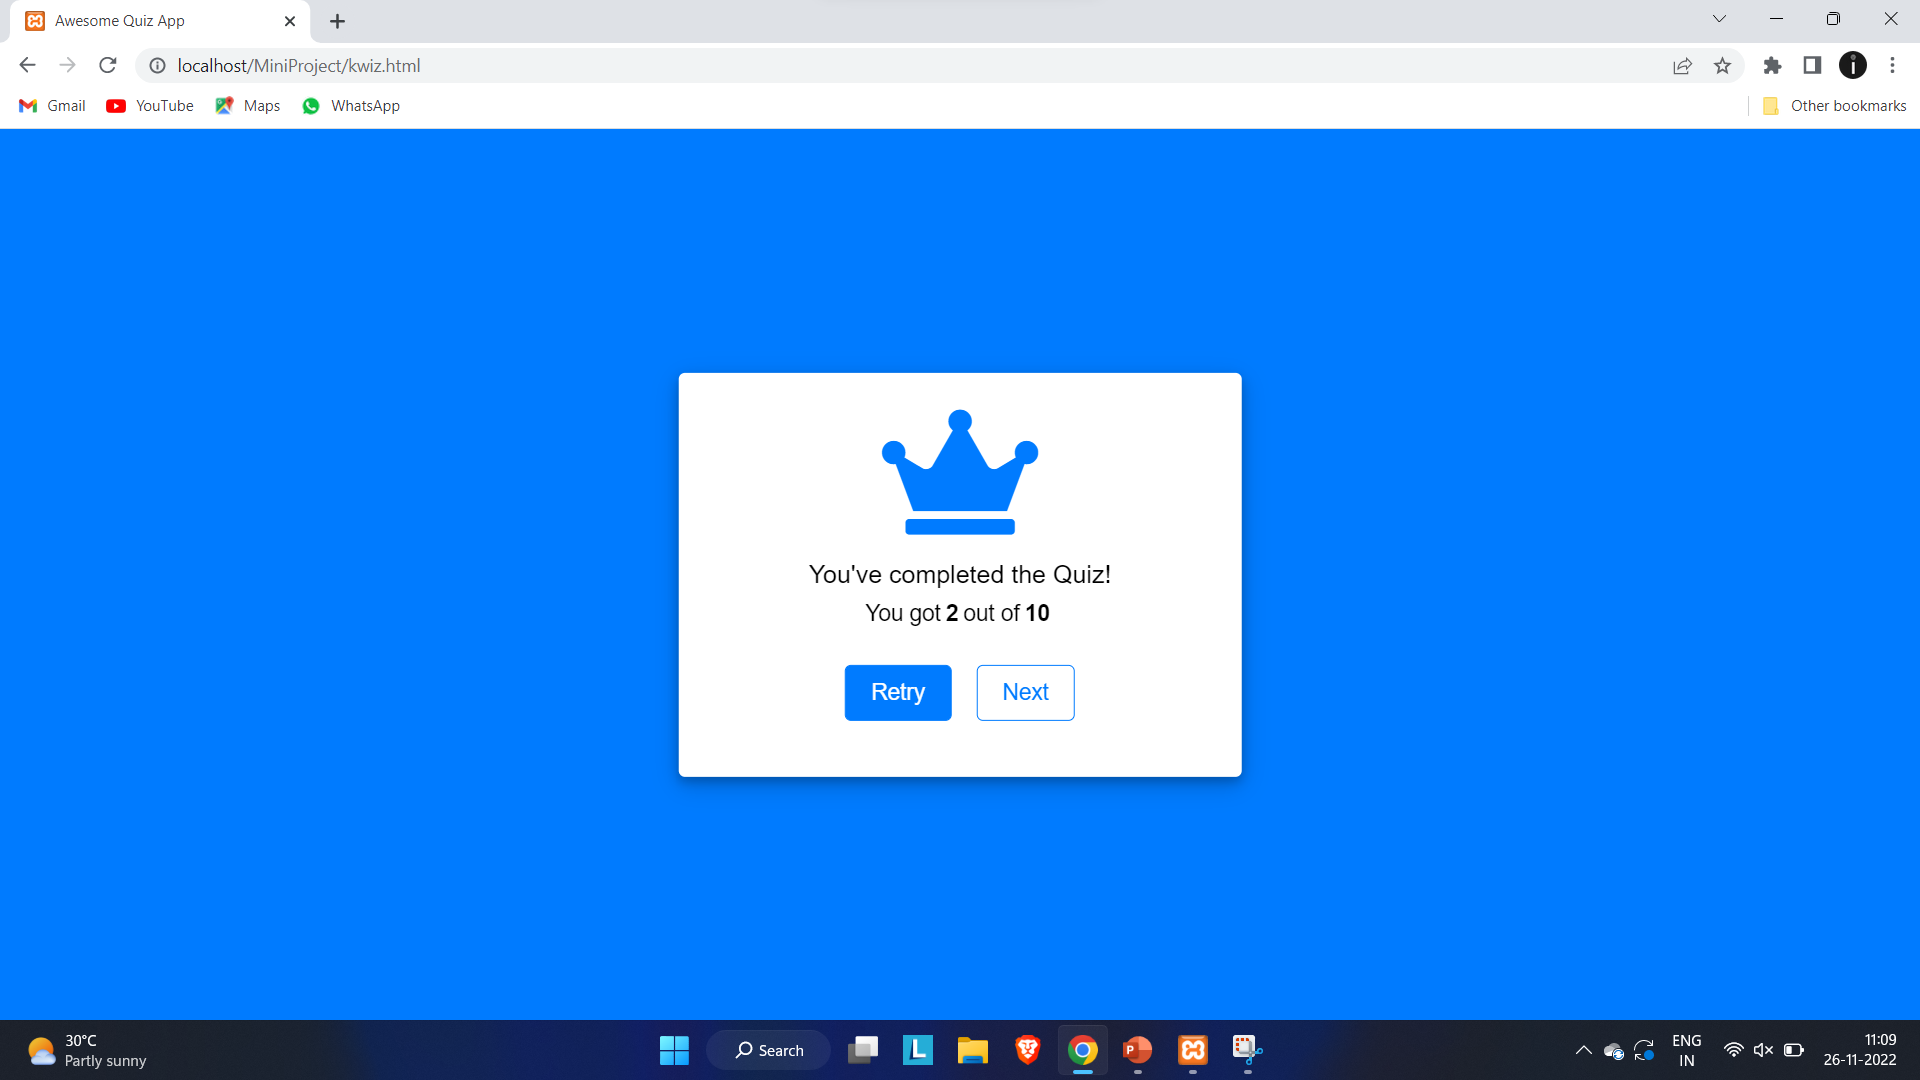 Awesome Quiz App
localhost/MiniProject/kwiz.html
Gmail YouTube Maps WhatsApp Other bookmarks
You've completed the Quiz!
You got 2 out of 10
Retry Next
30°C
Partly sunny
Search
ENG
IN
11:09
26-11-2022